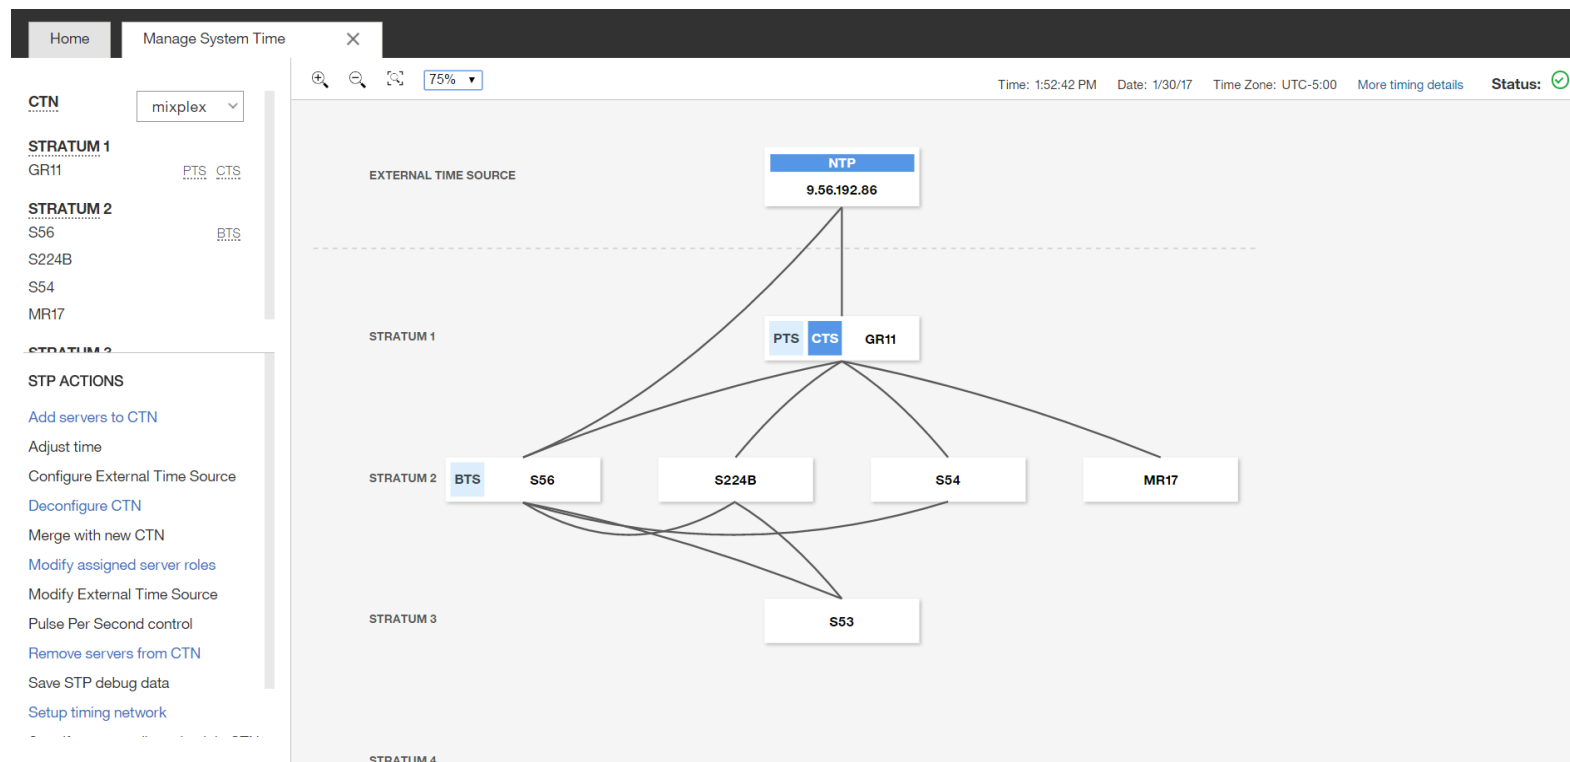 Home
Manage System Time
75%
Time: 1:52:42 PM Date: 1/30/17 Time Zone: UTC-5:00 More timing details Status:
CTN mixplex
STRATUM 1
GR11 PTS CTS
STRATUM 2
S56 BTS
S224B
S54
MR17
STRATUM 3
STP ACTIONS
Add servers to CTN
Adjust time
Configure External Time Source
Deconfigure CTN
Merge with new CTN
Modify assigned server roles
Modify External Time Source
Pulse Per Second control
Remove servers from CTN
Save STP debug data
Setup timing network
EXTERNAL TIME SOURCE
NTP
9.56.192.86
STRATUM 1
PTS CTS GR11
STRATUM 2
BTS S56
S224B
S54
MR17
STRATUM 3
S53
STRATUM 4